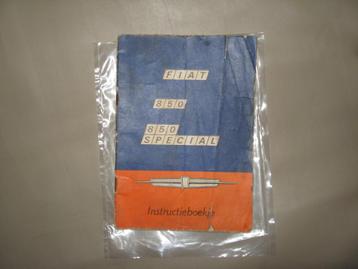 FIAT
850
850
SPECIAL
Instructieboekje